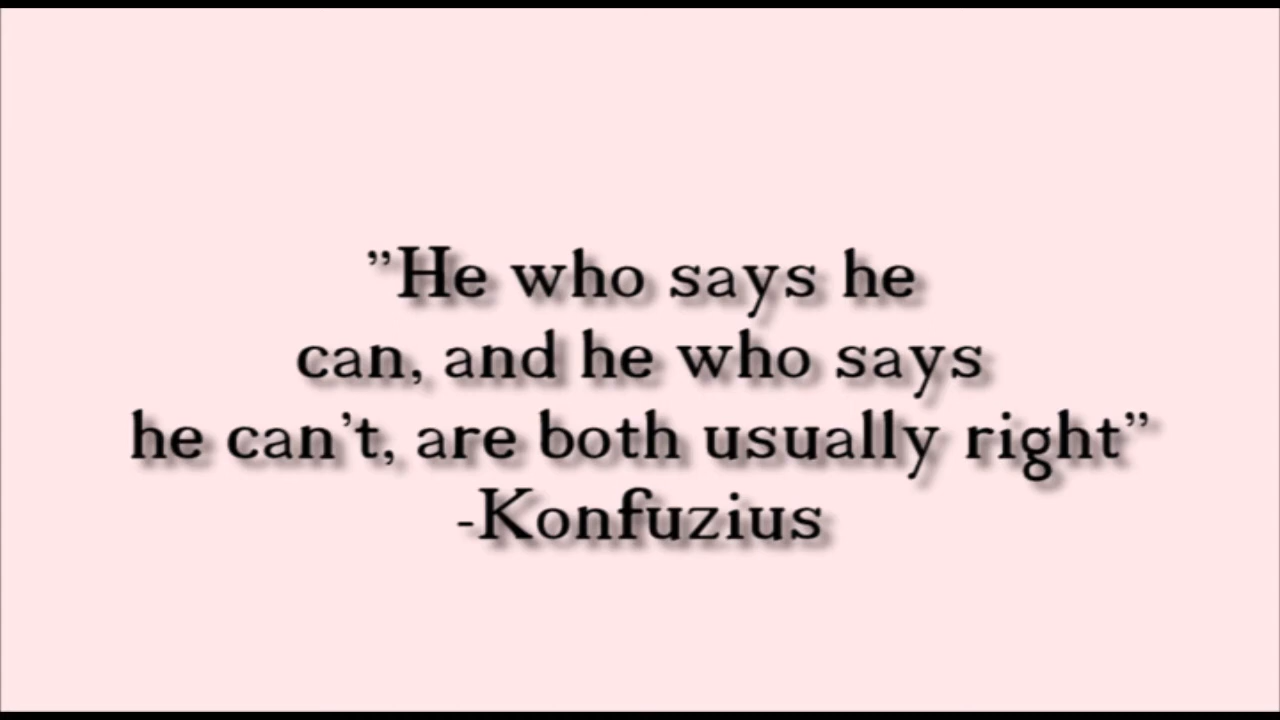 ”He who says he
can, and he who says
he can’t, are both usually right”
-Konfuzius